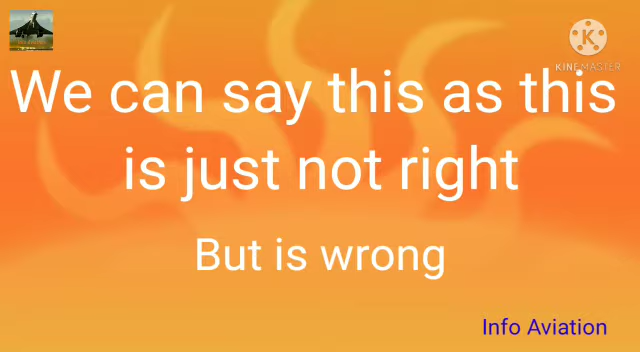 KINEMASTER
We can say this as this
is just not right
But is wrong
Info Aviation